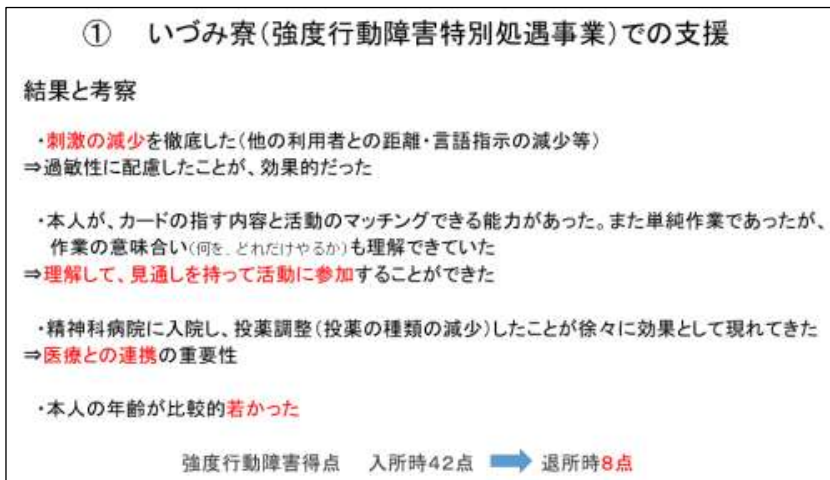 ① いづみ寮(強度行動障害特別処遇事業)での支援
結果と考察
・刺激の減少を徹底した(他の利用者との距離・言語指示の減少等)
⇒過敏性に配慮したことが、効果的だった
・本人が、カードの指す内容と活動のマッチングできる能力があった。また単純作業であったが、
作業の意味合い(何を、どれだけやるか)も理解できていた
⇒理解して、見通しを持って活動に参加することができた
・精神科病院に入院し、投薬調整(投薬の種類の減少)したことが徐々に効果として現れてきた
⇒医療との連携の重要性
・本人の年齢が比較的若かった
強度行動障害得点 入所時42点 ➡ 退所時8点